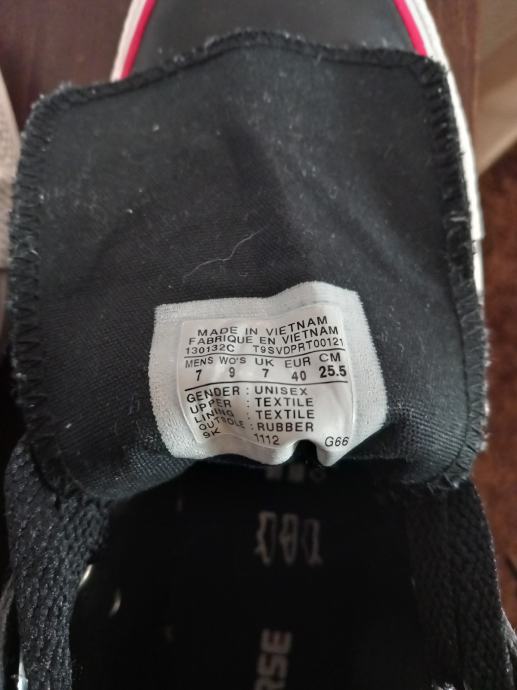 MADE IN VIETNAM
FABRIQUE EN VIETNAM
130132C T9SVDPRT00121
MENS WO'S UK EUR CM
7 9 7 40 25.5
GENDER : UNISEX
UPPER : TEXTILE
LINING : TEXTILE
OUTSOLE : RUBBER
9K 1112 G66
RSE